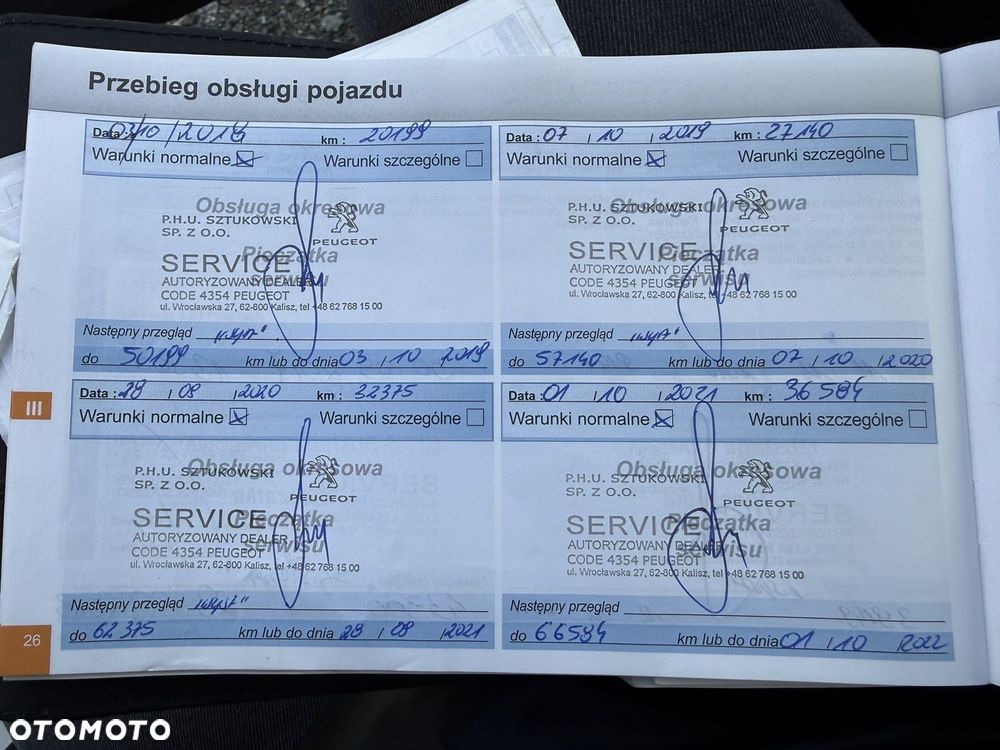 Przebieg obsługi pojazdu
Data : 03/10/2018 km : 20199
Warunki normalne Warunki szczególne
Obsługa okresowa
P.H.U. SZTUKOWSKI
SP. Z O.O.
PEUGEOT
Pieczątka
SERVICE
serwisu
AUTORYZOWANY DEALER
CODE 4354 PEUGEOT
ul. Wrocławska 27, 62-800 Kalisz, tel +48 62 768 15 00
Następny przegląd
do 50199 km lub do dnia 03 / 10 / 2019
Data : 07 / 10 / 2019 km : 27140
Warunki normalne Warunki szczególne
Obsługa okresowa
P.H.U. SZTUKOWSKI
SP. Z O.O.
PEUGEOT
Pieczątka
SERVICE
serwisu
AUTORYZOWANY DEALER
CODE 4354 PEUGEOT
ul. Wrocławska 27, 62-800 Kalisz, tel +48 62 768 15 00
Następny przegląd
do 57140 km lub do dnia 07 / 10 / 2020
Data : 28 / 08 / 2020 km : 32375
Warunki normalne Warunki szczególne
Obsługa okresowa
P.H.U. SZTUKOWSKI
SP. Z O.O.
PEUGEOT
Pieczątka
SERVICE
serwisu
AUTORYZOWANY DEALER
CODE 4354 PEUGEOT
ul. Wrocławska 27, 62-800 Kalisz, tel +48 62 768 15 00
Następny przegląd
do 62375 km lub do dnia 28 / 08 / 2021
Data : 01 / 10 / 2021 km : 36584
Warunki normalne Warunki szczególne
Obsługa okresowa
P.H.U. SZTUKOWSKI
SP. Z O.O.
PEUGEOT
Pieczątka
SERVICE
serwisu
AUTORYZOWANY DEALER
CODE 4354 PEUGEOT
ul. Wrocławska 27, 62-800 Kalisz, tel +48 62 768 15 00
Następny przegląd
do 66584 km lub do dnia 01 / 10 / 2022
III
26
OTOMOTO